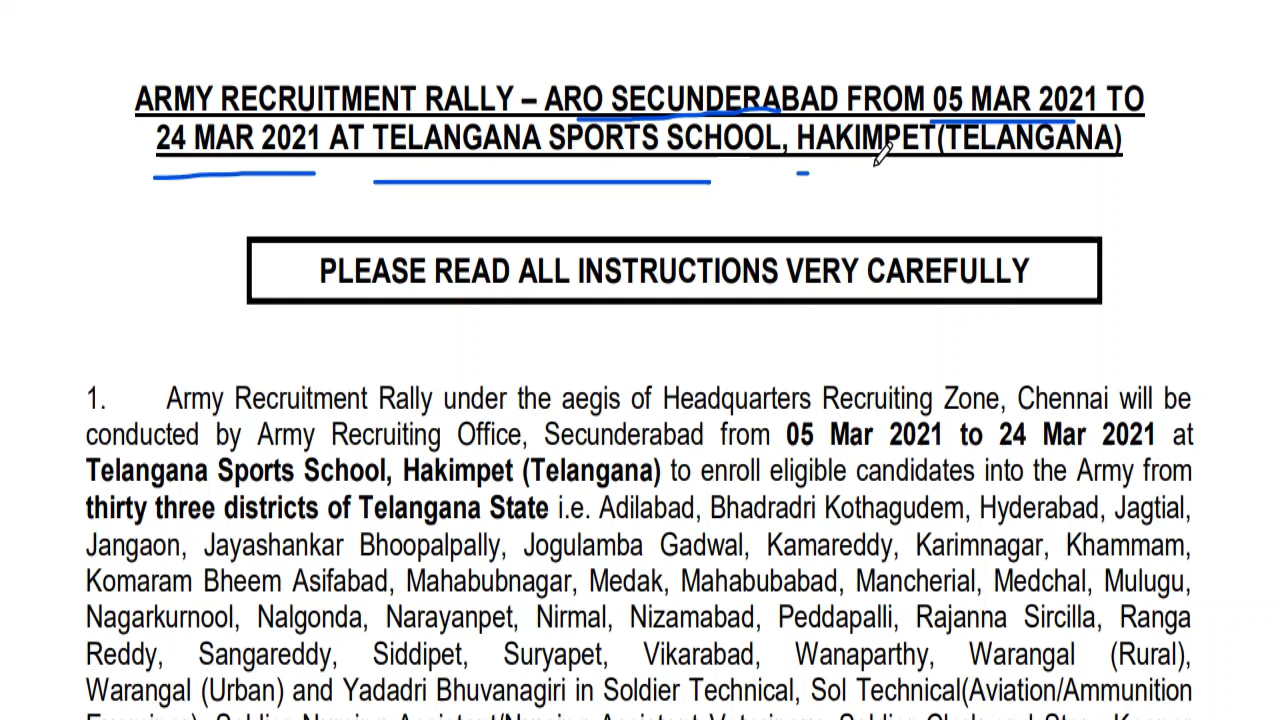 ARMY RECRUITMENT RALLY – ARO SECUNDERABAD FROM 05 MAR 2021 TO
24 MAR 2021 AT TELANGANA SPORTS SCHOOL, HAKIMPET(TELANGANA)
PLEASE READ ALL INSTRUCTIONS VERY CAREFULLY
1. Army Recruitment Rally under the aegis of Headquarters Recruiting Zone, Chennai will be
conducted by Army Recruiting Office, Secunderabad from 05 Mar 2021 to 24 Mar 2021 at
Telangana Sports School, Hakimpet (Telangana) to enroll eligible candidates into the Army from
thirty three districts of Telangana State i.e. Adilabad, Bhadradri Kothagudem, Hyderabad, Jagtial,
Jangaon, Jayashankar Bhoopalpally, Jogulamba Gadwal, Kamareddy, Karimnagar, Khammam,
Komaram Bheem Asifabad, Mahabubnagar, Medak, Mahabubabad, Mancherial, Medchal, Mulugu,
Nagarkurnool, Nalgonda, Narayanpet, Nirmal, Nizamabad, Peddapalli, Rajanna Sircilla, Ranga
Reddy, Sangareddy, Siddipet, Suryapet, Vikarabad, Wanaparthy, Warangal (Rural),
Warangal (Urban) and Yadadri Bhuvanagiri in Soldier Technical, Sol Technical(Aviation/Ammunition